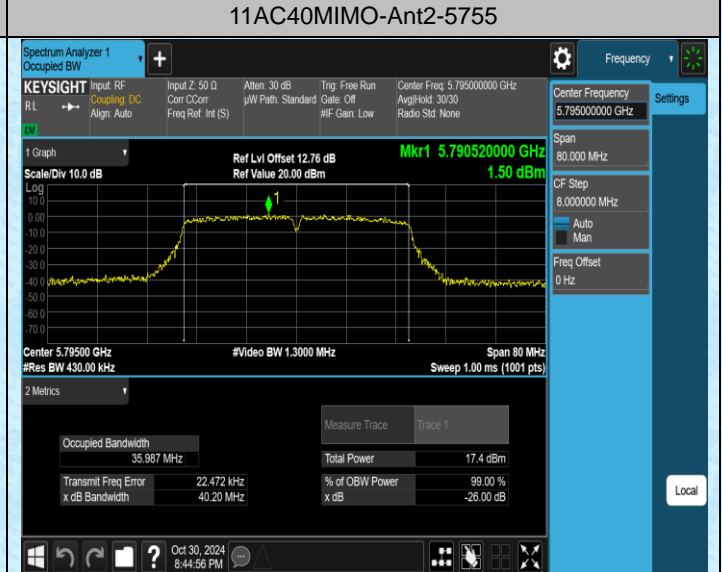 11AC40MIMO-Ant2-5755
Spectrum Analyzer 1
Occupied BW
+
Frequency
KEYSIGHT
R L
LM
Input: RF
Coupling: DC
Align: Auto
Input Z: 50 Ω
Corr CCorr
Freq Ref: Int (S)
Atten: 30 dB
µW Path: Standard
Trig: Free Run
Gate: Off
#IF Gain: Low
Center Freq: 5.795000000 GHz
Avg|Hold: 30/30
Radio Std: None
Center Frequency
5.795000000 GHz
Settings
Span
80.000 MHz
CF Step
8.000000 MHz
Auto
Man
Freq Offset
0 Hz
1 Graph
Scale/Div 10.0 dB
Ref Lvl Offset 12.76 dB
Ref Value 20.00 dBm
Mkr1 5.790520000 GHz
1.50 dBm
Log
10.0
0.00
-10.0
-20.0
-30.0
-40.0
-50.0
-60.0
-70.0
1
Center 5.79500 GHz
#Res BW 430.00 kHz
#Video BW 1.3000 MHz
Span 80 MHz
Sweep 1.00 ms (1001 pts)
2 Metrics
Measure Trace
Trace 1
Occupied Bandwidth
35.987 MHz
Total Power
17.4 dBm
Transmit Freq Error
22.472 kHz
% of OBW Power
99.00 %
x dB Bandwidth
40.20 MHz
x dB
-26.00 dB
Local
?
Oct 30, 2024
8:44:56 PM